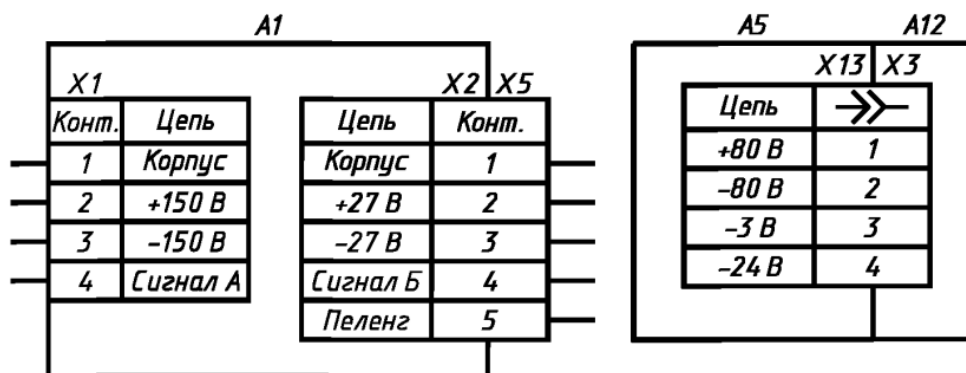 A1
X1
Конт. Цепь
1 Корпус
2 +150 В
3 −150 В
4 Сигнал А
X2 X5
Цепь Конт.
Корпус 1
+27 В 2
−27 В 3
Сигнал Б 4
Пеленг 5
A5 A12
X13 X3
Цепь
+80 В 1
−80 В 2
−3 В 3
−24 В 4